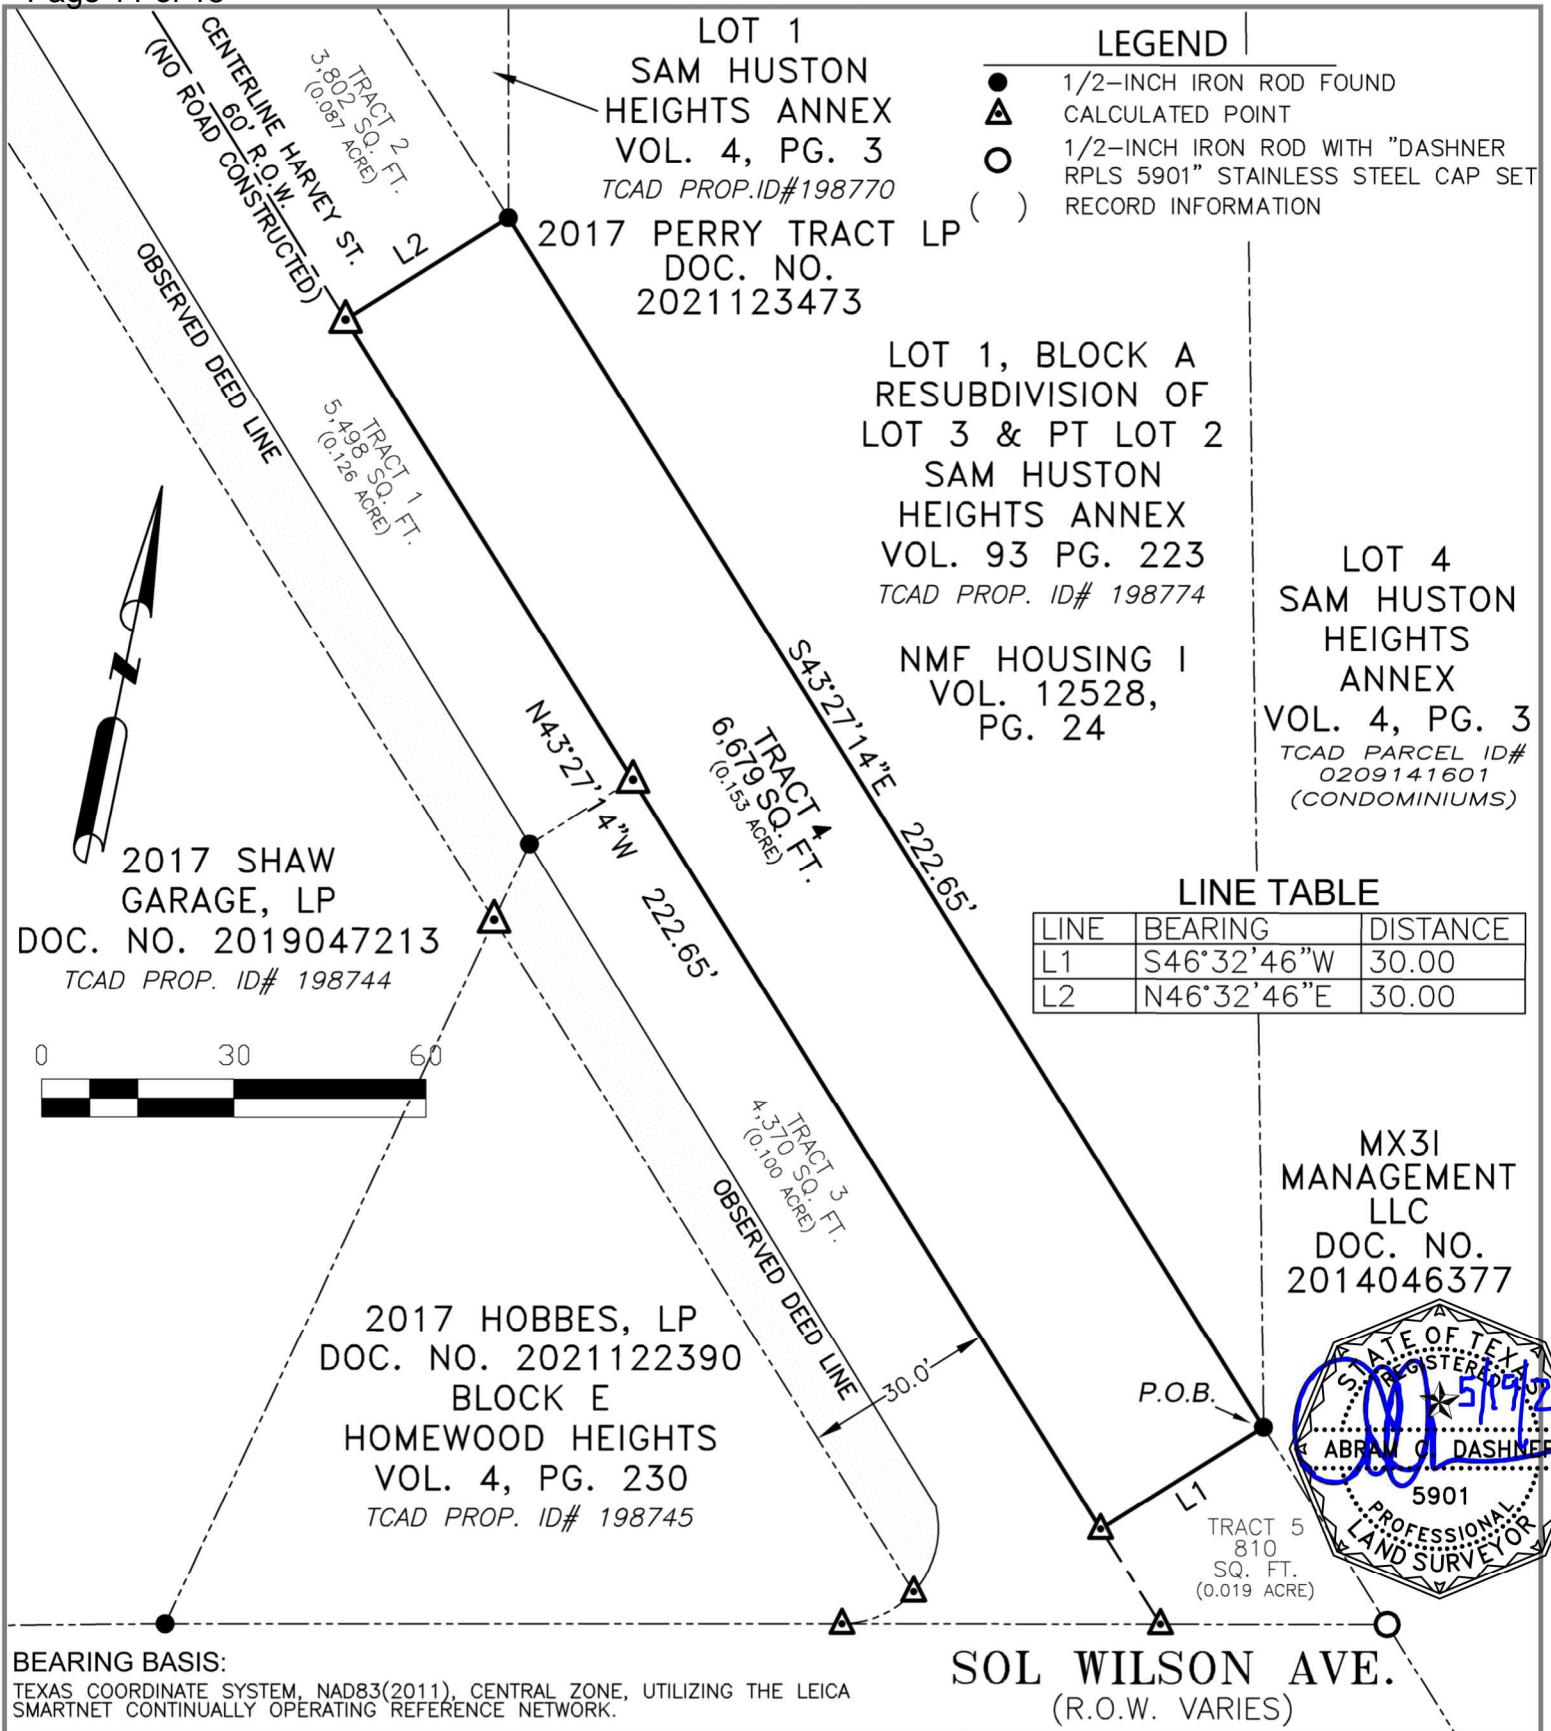 LOT 1
SAM HUSTON
HEIGHTS ANNEX
VOL. 4, PG. 3
TCAD PROP.ID#198770
2017 PERRY TRACT LP
DOC. NO.
2021123473
LEGEND
1/2-INCH IRON ROD FOUND
CALCULATED POINT
1/2-INCH IRON ROD WITH "DASHNER
RPLS 5901" STAINLESS STEEL CAP SET
( ) RECORD INFORMATION
CENTERLINE HARVEY ST.
60' R.O.W.
(NO ROAD CONSTRUCTED)
TRACT 2
3,802 SQ. FT.
(0.087 ACRE)
L2
OBSERVED DEED LINE
TRACT 1
5,498 SQ. FT.
(0.126 ACRE)
LOT 1, BLOCK A
RESUBDIVISION OF
LOT 3 & PT LOT 2
SAM HUSTON
HEIGHTS ANNEX
VOL. 93 PG. 223
TCAD PROP. ID# 198774
NMF HOUSING I
VOL. 12528,
PG. 24
LOT 4
SAM HUSTON
HEIGHTS
ANNEX
VOL. 4, PG. 3
TCAD PARCEL ID#
0209141601
(CONDOMINIUMS)
N
S43°27'14"E 222.65'
N43°27'14"W 222.65'
TRACT 4
6,679 SQ. FT.
(0.153 ACRE)
2017 SHAW
GARAGE, LP
DOC. NO. 2019047213
TCAD PROP. ID# 198744
LINE TABLE
LINE BEARING DISTANCE
L1 S46°32'46"W 30.00
L2 N46°32'46"E 30.00
0 30 60
TRACT 3
4,370 SQ. FT.
(0.100 ACRE)
OBSERVED DEED LINE
30.0'
MX3I
MANAGEMENT
LLC
DOC. NO.
2014046377
2017 HOBBES, LP
DOC. NO. 2021122390
BLOCK E
HOMEWOOD HEIGHTS
VOL. 4, PG. 230
TCAD PROP. ID# 198745
P.O.B.
L1
TRACT 5
810
SQ. FT.
(0.019 ACRE)
STATE OF TEXAS
REGISTERED
ABRAM C. DASHNER
5901
PROFESSIONAL
LAND SURVEYOR
SOL WILSON AVE.
(R.O.W. VARIES)
BEARING BASIS:
TEXAS COORDINATE SYSTEM, NAD83(2011), CENTRAL ZONE, UTILIZING THE LEICA
SMARTNET CONTINUALLY OPERATING REFERENCE NETWORK.